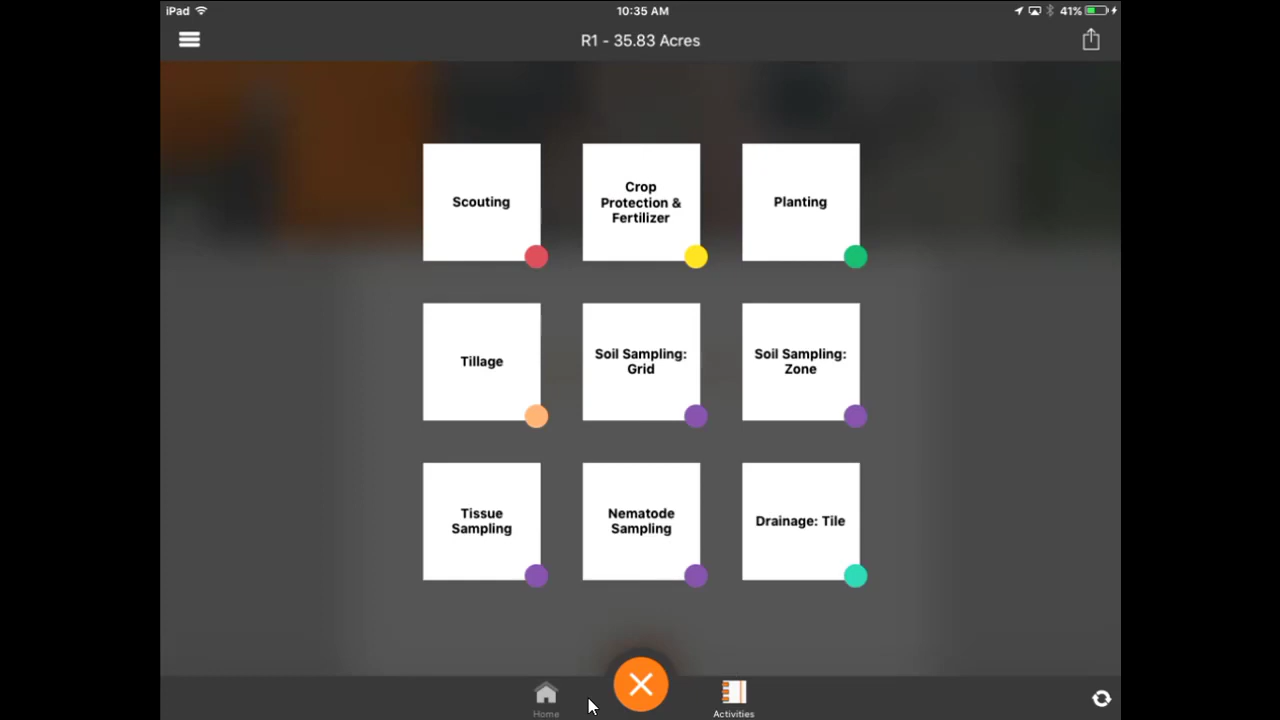 iPad 10:35 AM 41%
R1 - 35.83 Acres
Scouting
Crop
Protection &
Fertilizer
Planting
Tillage
Soil Sampling:
Grid
Soil Sampling:
Zone
Tissue
Sampling
Nematode
Sampling
Drainage: Tile
Home
Activities